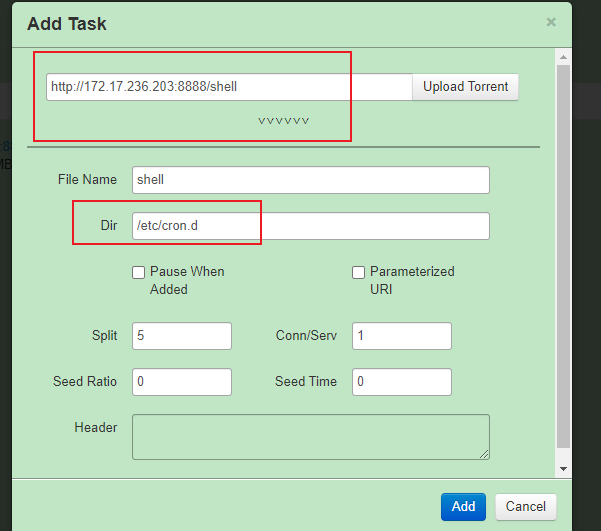 Add Task
×
http://172.17.236.203:8888/shell
Upload Torrent
vvvvvv
File Name
shell
Dir
/etc/cron.d
Pause When
Added
Parameterized
URI
Split
5
Conn/Serv
1
Seed Ratio
0
Seed Time
0
Header
Add
Cancel